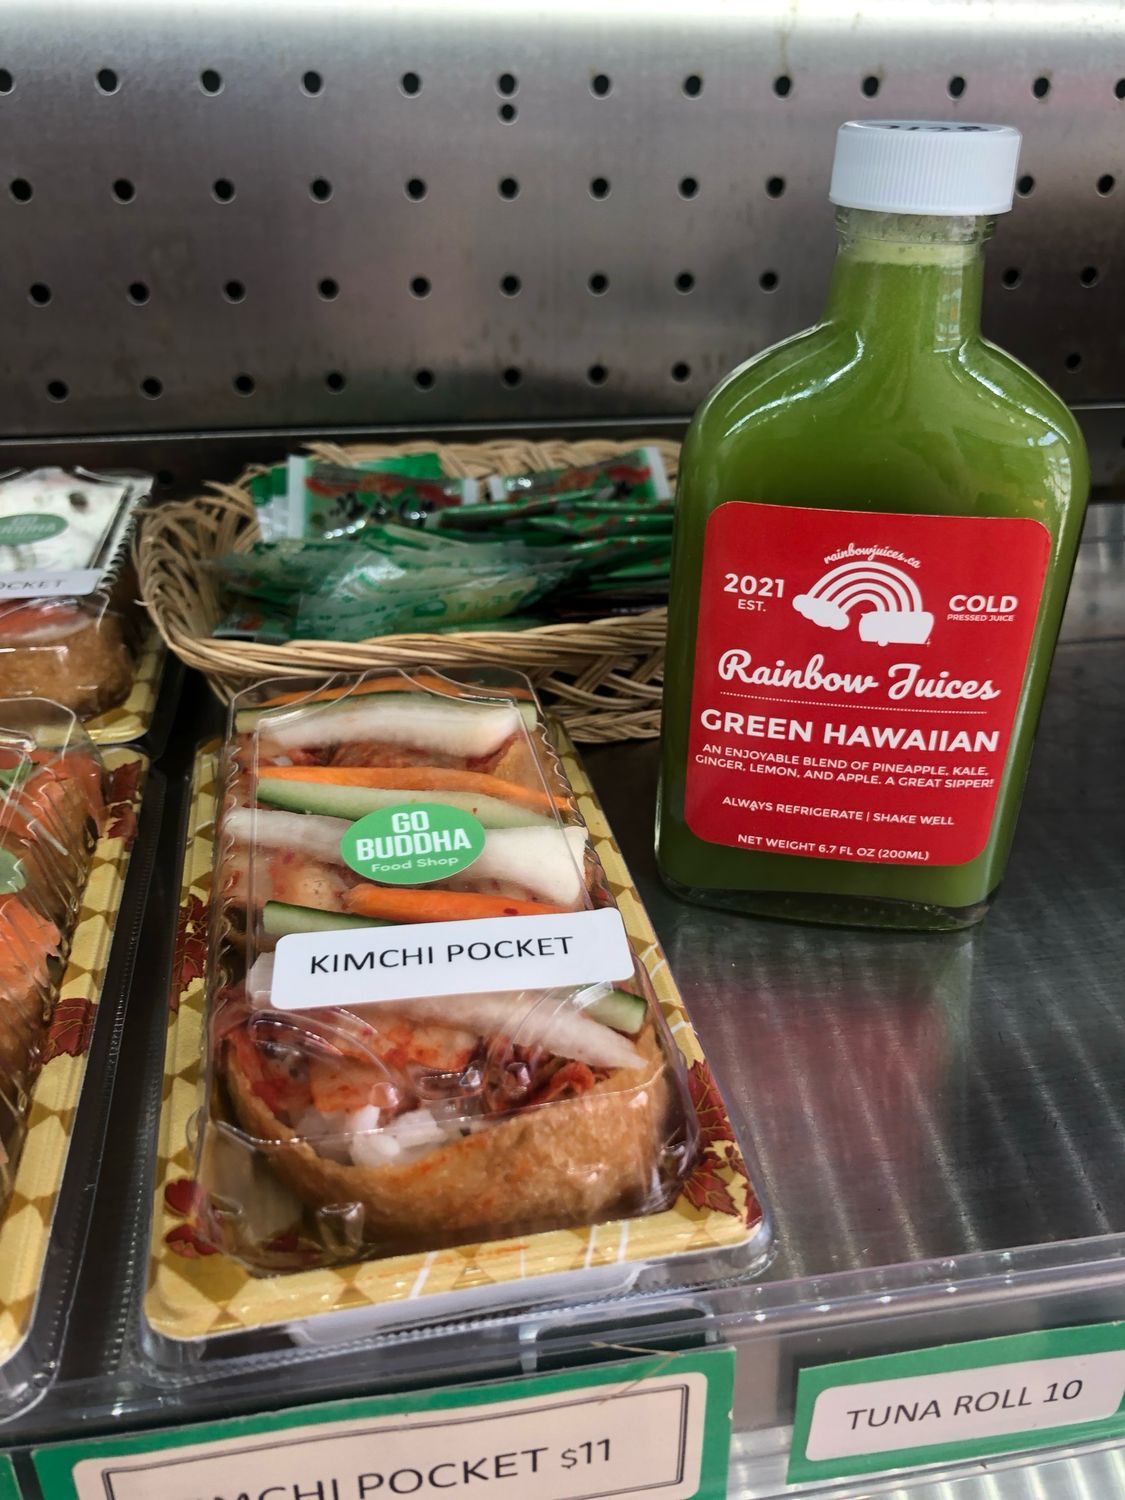 rainbowjuices.ca
2021
EST.
COLD
PRESSED JUICE
Rainbow Juices
GREEN HAWAIIAN
AN ENJOYABLE BLEND OF PINEAPPLE, KALE,
GINGER, LEMON, AND APPLE. A GREAT SIPPER!
ALWAYS REFRIGERATE | SHAKE WELL
NET WEIGHT 6.7 FL OZ (200ML)
GO
BUDDHA
Food Shop
KIMCHI POCKET
KIMCHI POCKET $11
TUNA ROLL 10